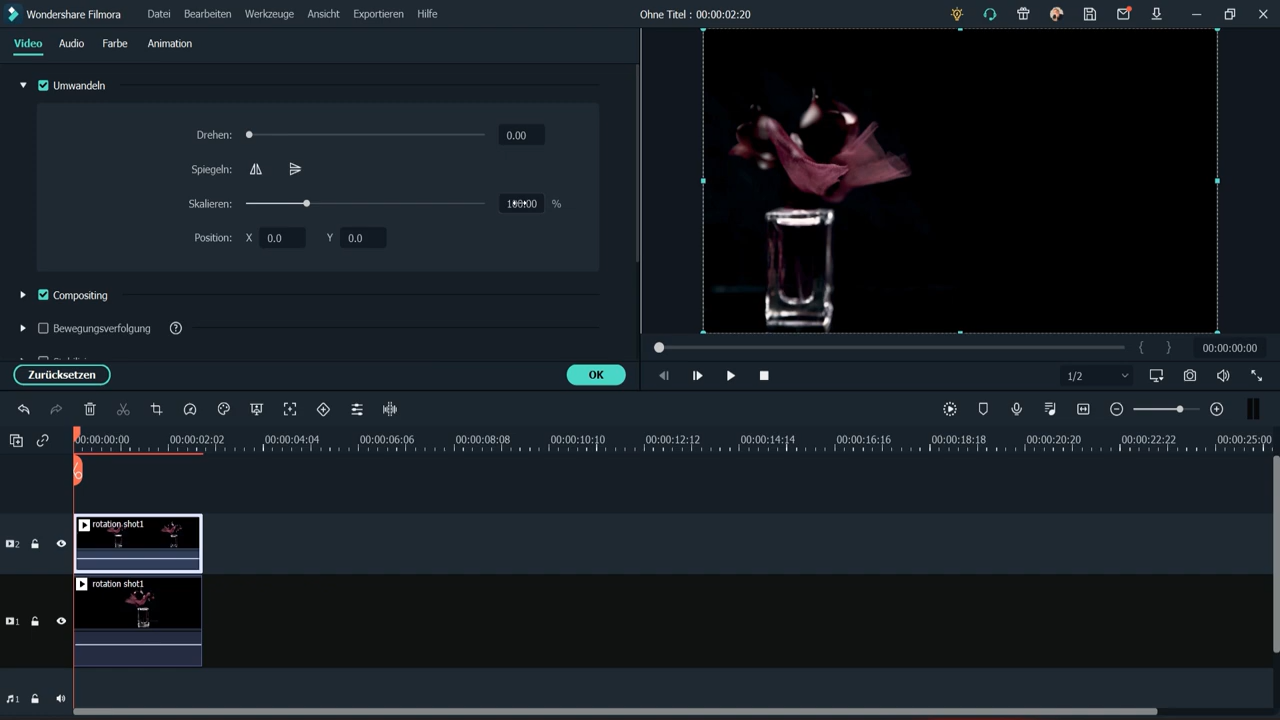 Wondershare Filmora Datei Bearbeiten Werkzeuge Ansicht Exportieren Hilfe Ohne Titel : 00:00:02:20
Video Audio Farbe Animation
Umwandeln
Drehen: 0.00
Spiegeln:
Skalieren: 100.00 %
Position: X 0.0 Y 0.0
Compositing
Bewegungsverfolgung ?
{ } 00:00:00:00
Zurücksetzen OK 1/2
00:00:00:00 00:00:02:02 00:00:04:04 00:00:06:06 00:00:08:08 00:00:10:10 00:00:12:12 00:00:14:14 00:00:16:16 00:00:18:18 00:00:20:20 00:00:22:22 00:00:25:00
rotation shot1
2
rotation shot1
1
1